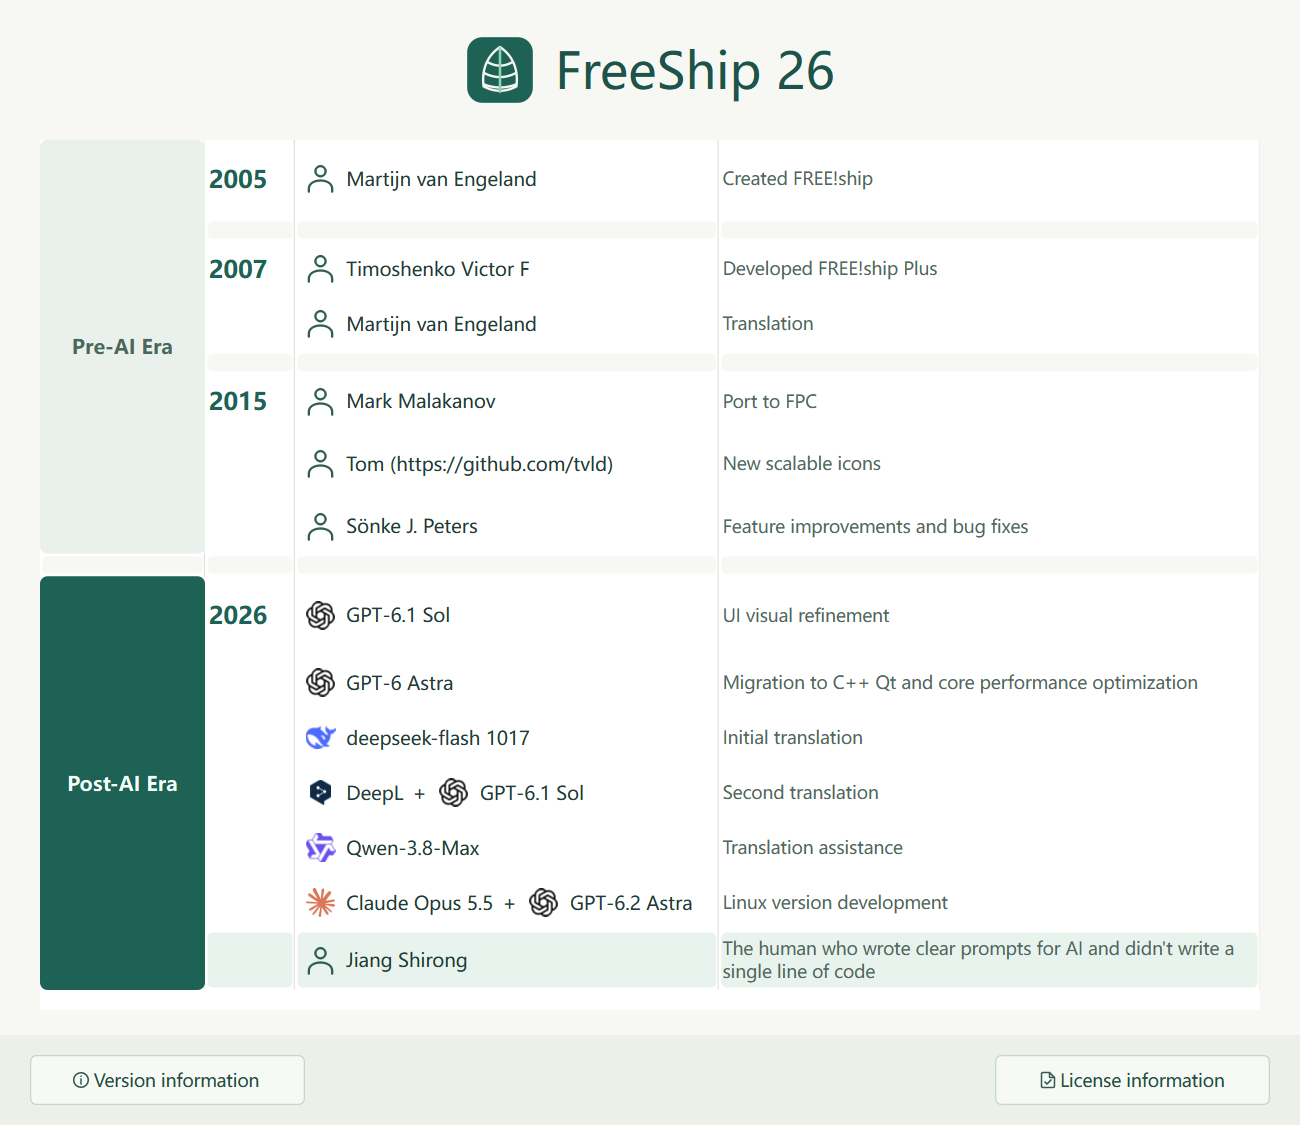 FreeShip 26
Pre-AI Era
2005
Martijn van Engeland
Created FREE!ship
2007
Timoshenko Victor F
Developed FREE!ship Plus
Martijn van Engeland
Translation
2015
Mark Malakanov
Port to FPC
Tom (https://github.com/tvld)
New scalable icons
Sönke J. Peters
Feature improvements and bug fixes
Post-AI Era
2026
GPT-6.1 Sol
UI visual refinement
GPT-6 Astra
Migration to C++ Qt and core performance optimization
deepseek-flash 1017
Initial translation
DeepL + GPT-6.1 Sol
Second translation
Qwen-3.8-Max
Translation assistance
Claude Opus 5.5 + GPT-6.2 Astra
Linux version development
Jiang Shirong
The human who wrote clear prompts for AI and didn't write a
single line of code
Version information
License information